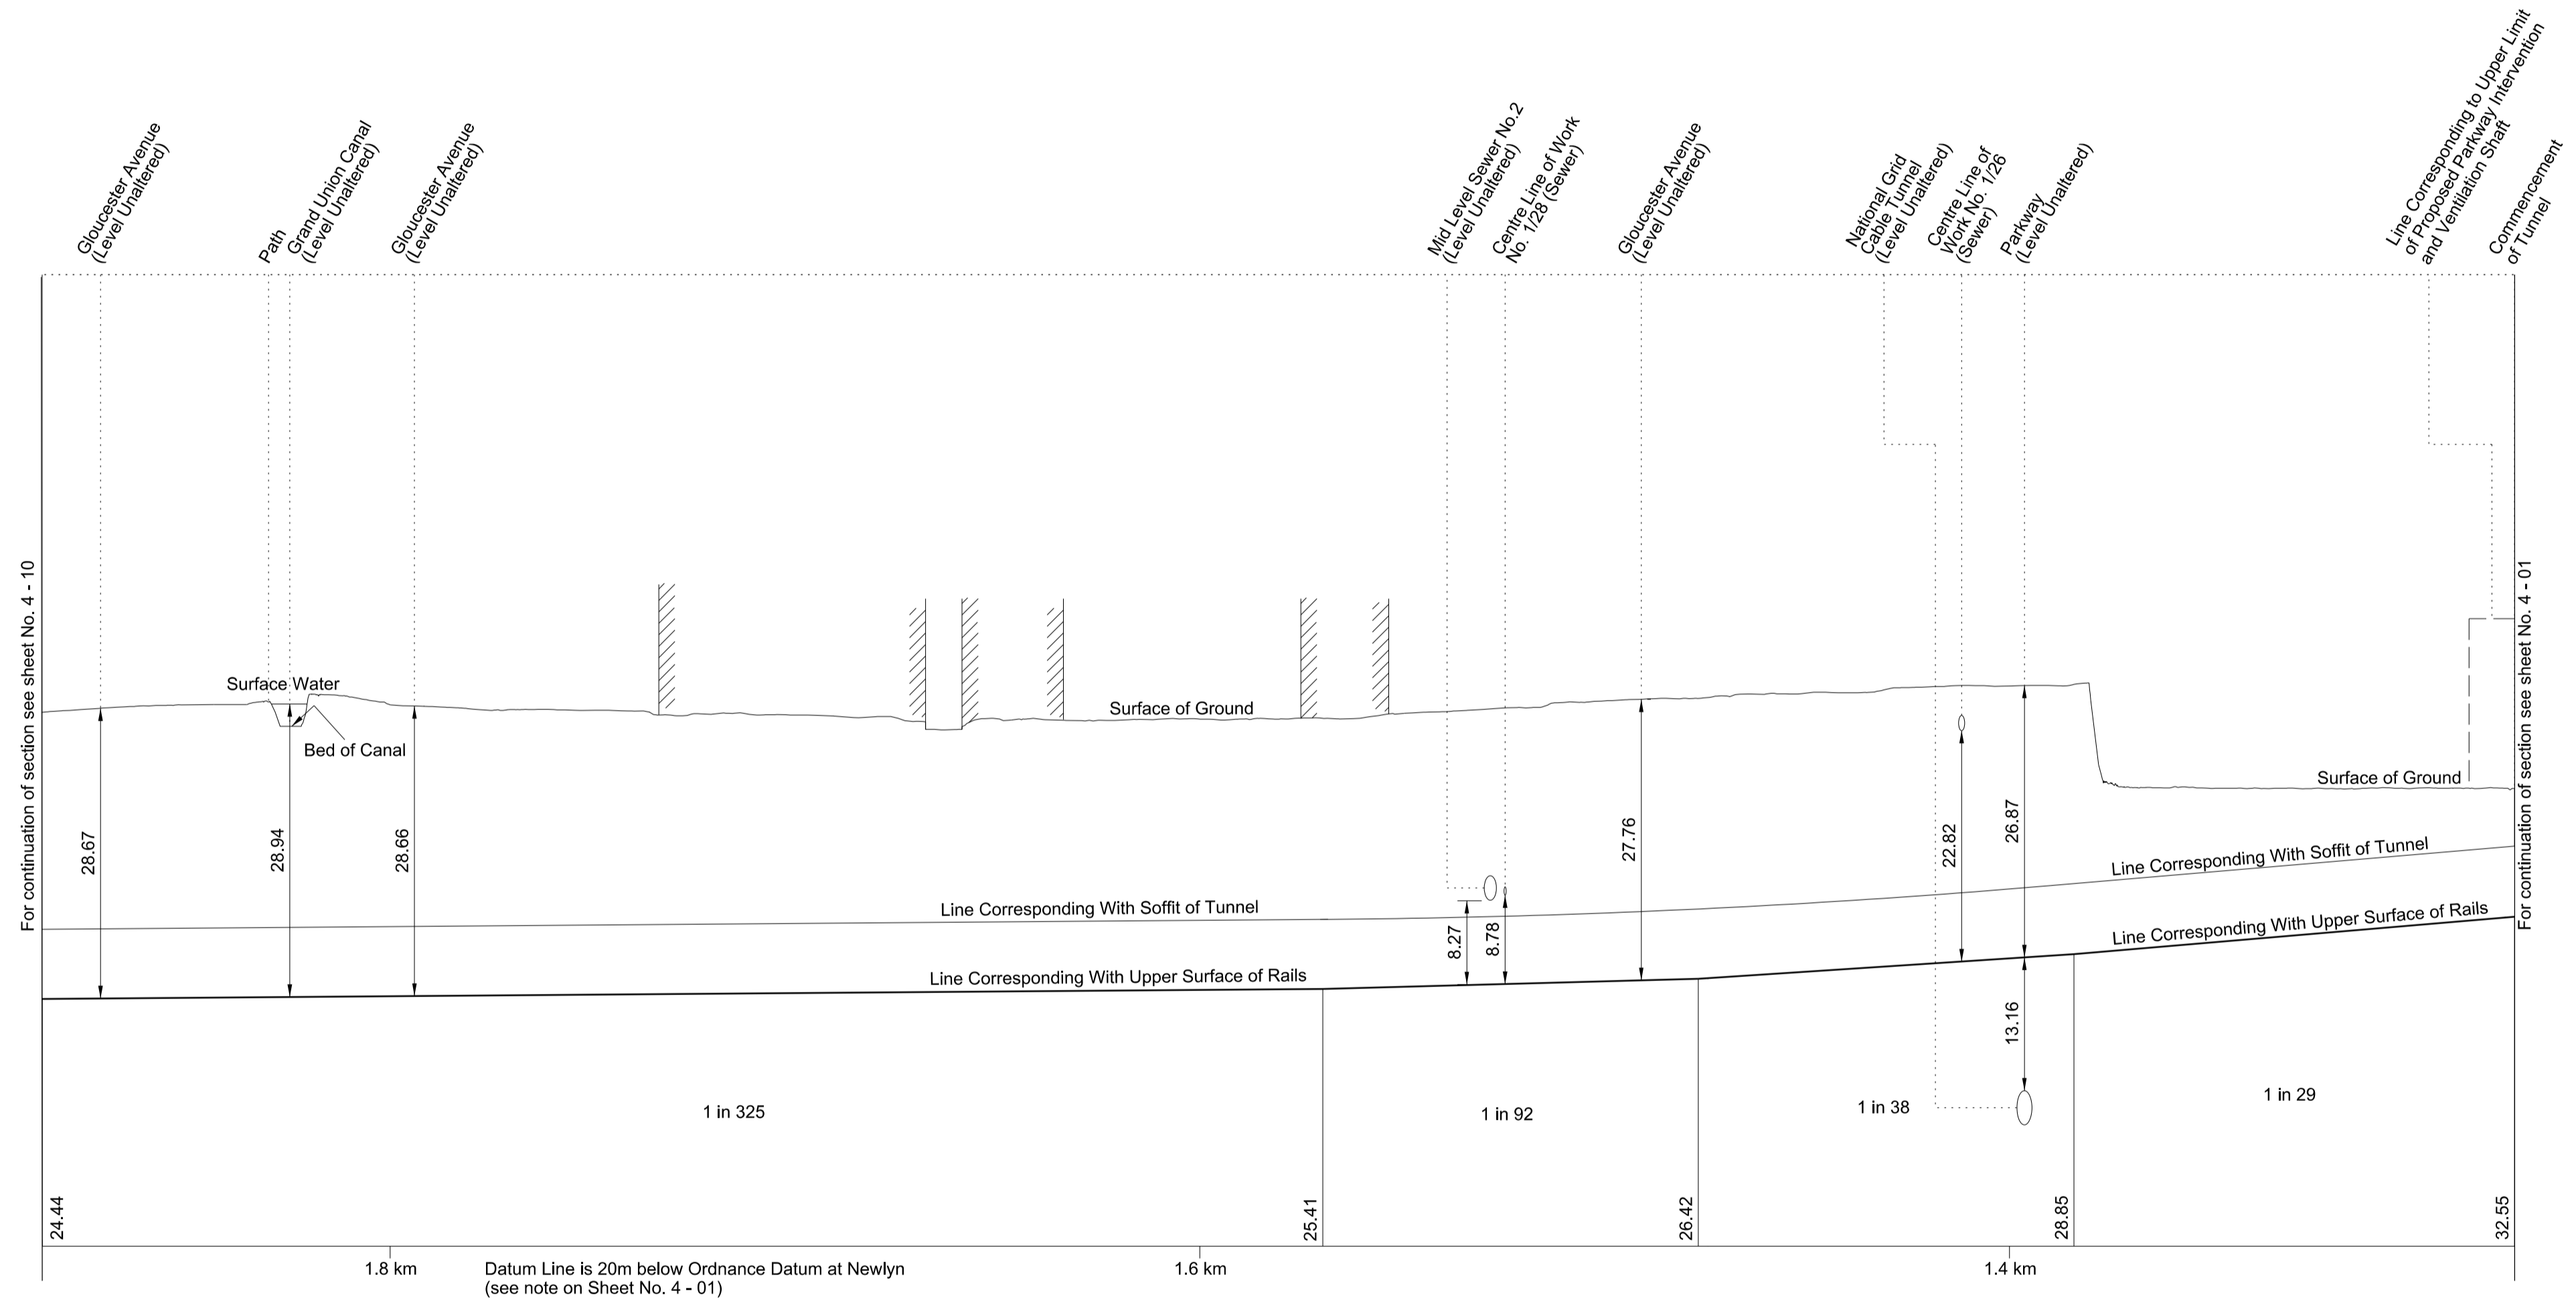 Gloucester Avenue
(Level Unaltered)
Path
Grand Union Canal
(Level Unaltered)
Gloucester Avenue
(Level Unaltered)
Mid Level Sewer No.2
(Level Unaltered)
Centre Line of Work
No. 1/28 (Sewer)
Gloucester Avenue
(Level Unaltered)
National Grid
Cable Tunnel
(Level Unaltered)
Centre Line of
Work No. 1/26
(Sewer)
Parkway
(Level Unaltered)
Line Corresponding to Upper Limit
of Proposed Parkway Intervention
and Ventilation Shaft
Commencement
of Tunnel
For continuation of section see sheet No. 4 - 10
For continuation of section see sheet No. 4 - 01
Surface Water
Bed of Canal
Surface of Ground
Surface of Ground
28.67
28.94
28.66
8.27
8.78
27.76
22.82
26.87
13.16
Line Corresponding With Soffit of Tunnel
Line Corresponding With Soffit of Tunnel
Line Corresponding With Upper Surface of Rails
Line Corresponding With Upper Surface of Rails
1 in 325
1 in 92
1 in 38
1 in 29
24.44
25.41
26.42
28.85
32.55
1.8 km
1.6 km
1.4 km
Datum Line is 20m below Ordnance Datum at Newlyn
(see note on Sheet No. 4 - 01)